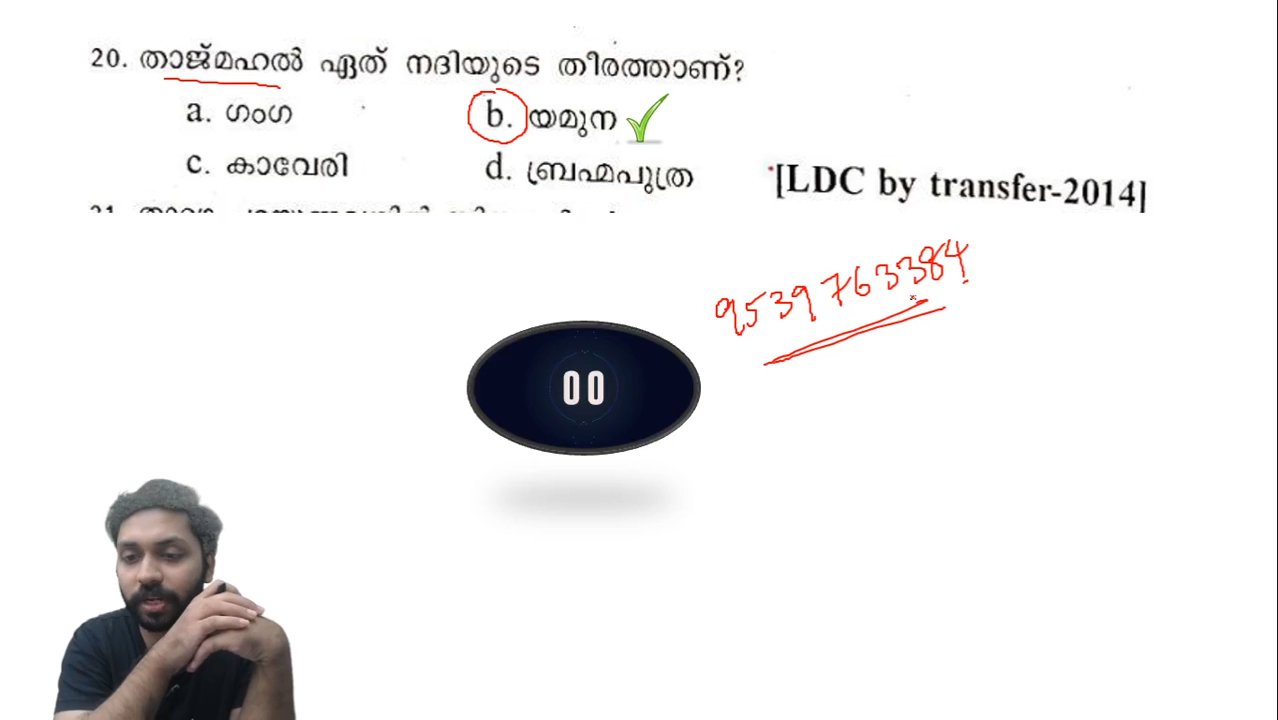 20. താജ്മഹൽ ഏത് നദിയുടെ തീരത്താണ്?
a. ഗംഗ b. യമുന
c. കാവേരി d. ബ്രഹ്മപുത്ര
[LDC by transfer-2014]
9539763384
00